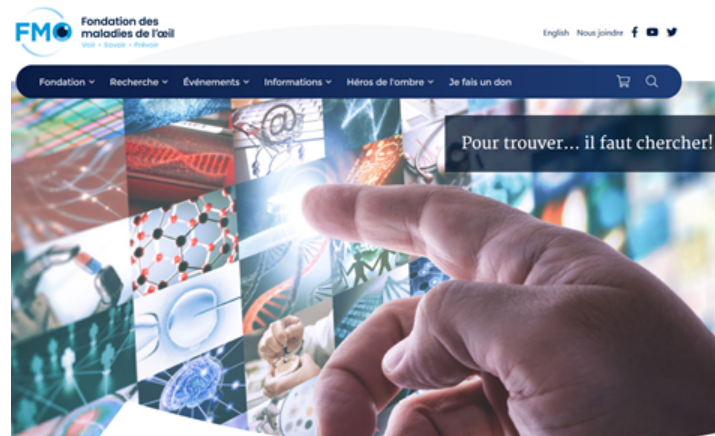 FMO
Fondation des
maladies de l'œil
Voir • Savoir • Prévoir
English Nous joindre
Fondation Recherche Événements Informations Héros de l'ombre Je fais un don
Pour trouver... il faut chercher!
@